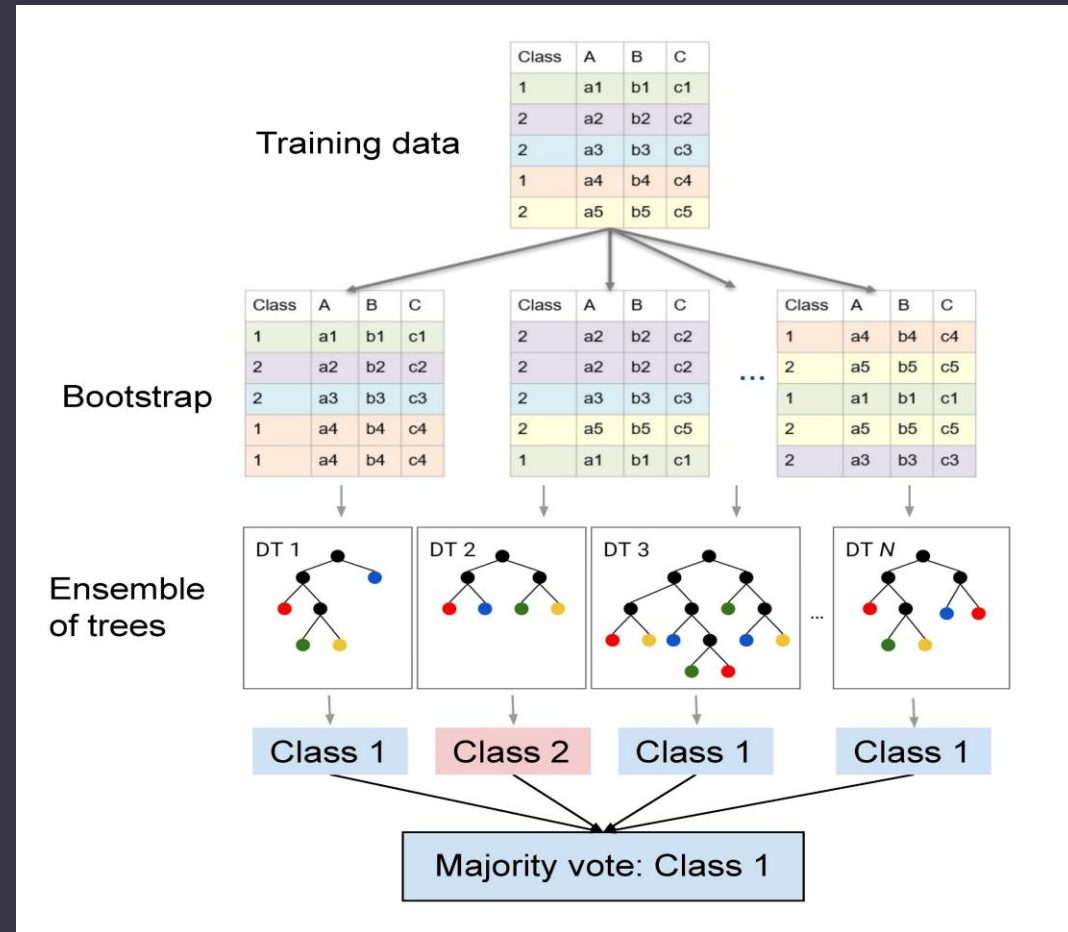 Class A B C
1 a1 b1 c1
2 a2 b2 c2
Training data
2 a3 b3 c3
1 a4 b4 c4
2 a5 b5 c5
Bootstrap
Class A B C
1 a1 b1 c1
2 a2 b2 c2
2 a3 b3 c3
1 a4 b4 c4
1 a4 b4 c4
Class A B C
2 a2 b2 c2
2 a2 b2 c2
2 a3 b3 c3
2 a5 b5 c5
1 a1 b1 c1
...
Class A B C
1 a4 b4 c4
2 a5 b5 c5
1 a1 b1 c1
2 a5 b5 c5
2 a3 b3 c3
Ensemble
of trees
DT 1
DT 2
DT 3
...
DT N
Class 1
Class 2
Class 1
Class 1
Majority vote: Class 1